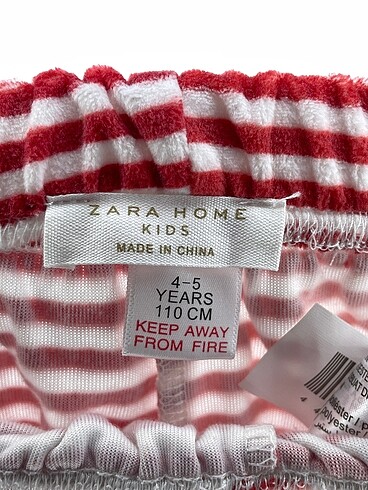 ZARA HOME
KIDS
MADE IN CHINA
4-5
YEARS
110 CM
KEEP AWAY
FROM FIRE